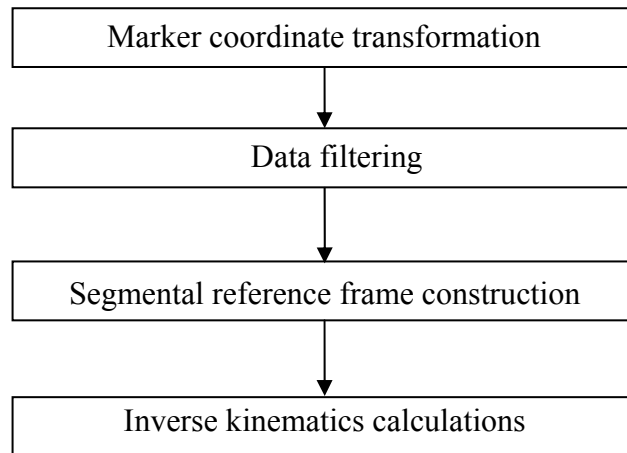 Marker coordinate transformation
Data filtering
Segmental reference frame construction
Inverse kinematics calculations